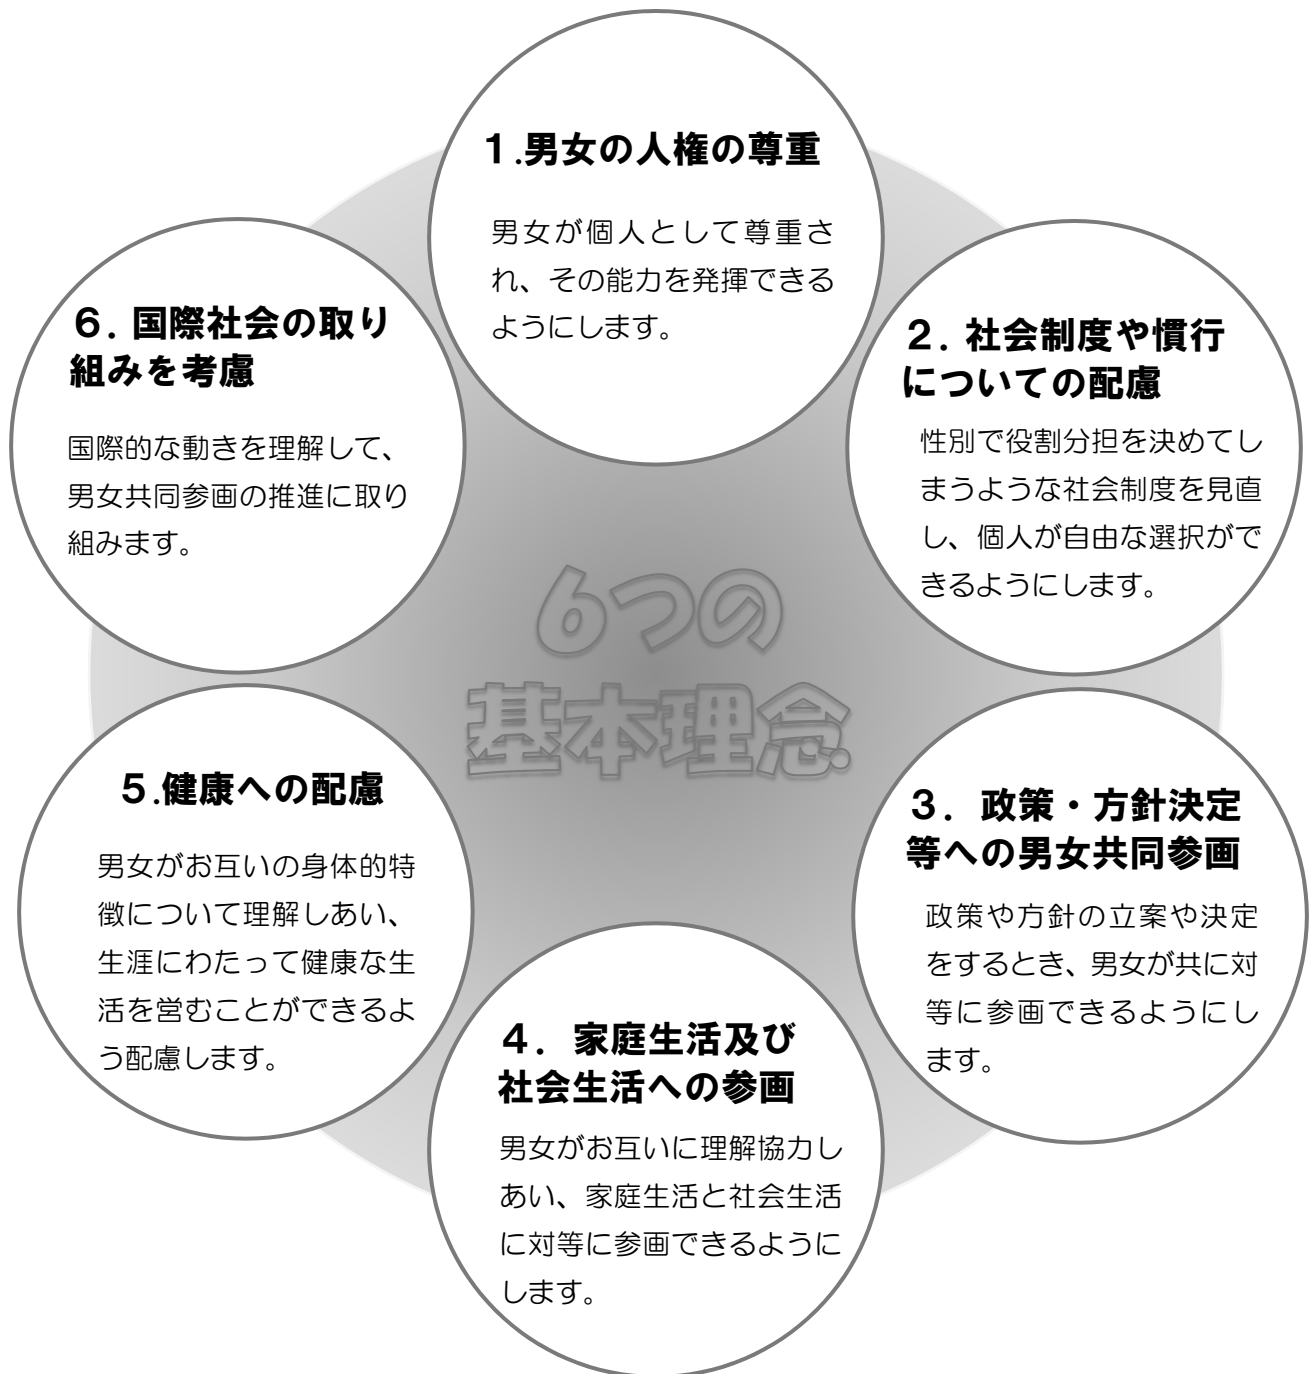 1.男女の人権の尊重
男女が個人として尊重さ
れ、その能力を発揮できる
ようにします。
2. 社会制度や慣行
についての配慮
性別で役割分担を決めてし
まうような社会制度を見直
し、個人が自由な選択がで
きるようにします。
3. 政策・方針決定
等への男女共同参画
政策や方針の立案や決定
をするとき、男女が共に対
等に参画できるようにし
ます。
4. 家庭生活及び
社会生活への参画
男女がお互いに理解協力し
あい、家庭生活と社会生活
に対等に参画できるように
します。
5.健康への配慮
男女がお互いの身体的特
徴について理解しあい、
生涯にわたって健康な生
活を営むことができるよ
う配慮します。
6. 国際社会の取り
組みを考慮
国際的な動きを理解して、
男女共同参画の推進に取り
組みます。
6つの
基本理念